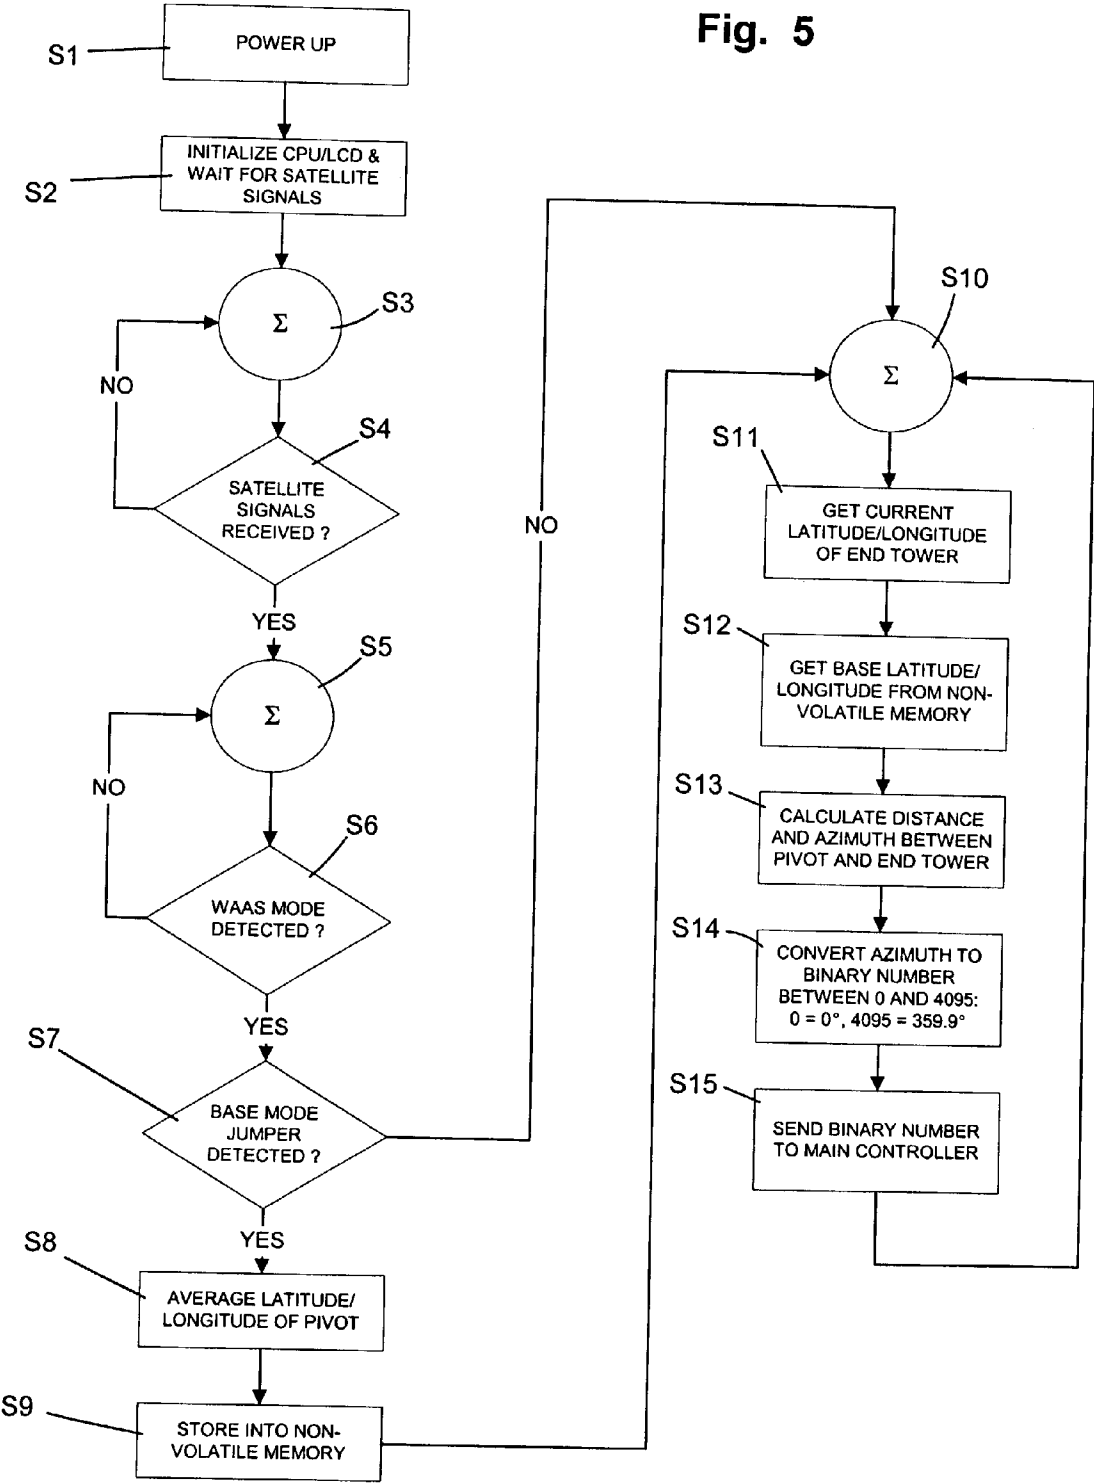 Fig. 5
S1
POWER UP
S2
INITIALIZE CPU/LCD &
WAIT FOR SATELLITE
SIGNALS
S3
Σ
NO
S4
SATELLITE
SIGNALS
RECEIVED ?
YES
S5
Σ
NO
S6
WAAS MODE
DETECTED ?
YES
S7
BASE MODE
JUMPER
DETECTED ?
NO
YES
S8
AVERAGE LATITUDE/
LONGITUDE OF PIVOT
S9
STORE INTO NON-
VOLATILE MEMORY
S10
Σ
S11
GET CURRENT
LATITUDE/LONGITUDE
OF END TOWER
S12
GET BASE LATITUDE/
LONGITUDE FROM NON-
VOLATILE MEMORY
S13
CALCULATE DISTANCE
AND AZIMUTH BETWEEN
PIVOT AND END TOWER
S14
CONVERT AZIMUTH TO
BINARY NUMBER
BETWEEN 0 AND 4095:
0 = 0°, 4095 = 359.9°
S15
SEND BINARY NUMBER
TO MAIN CONTROLLER